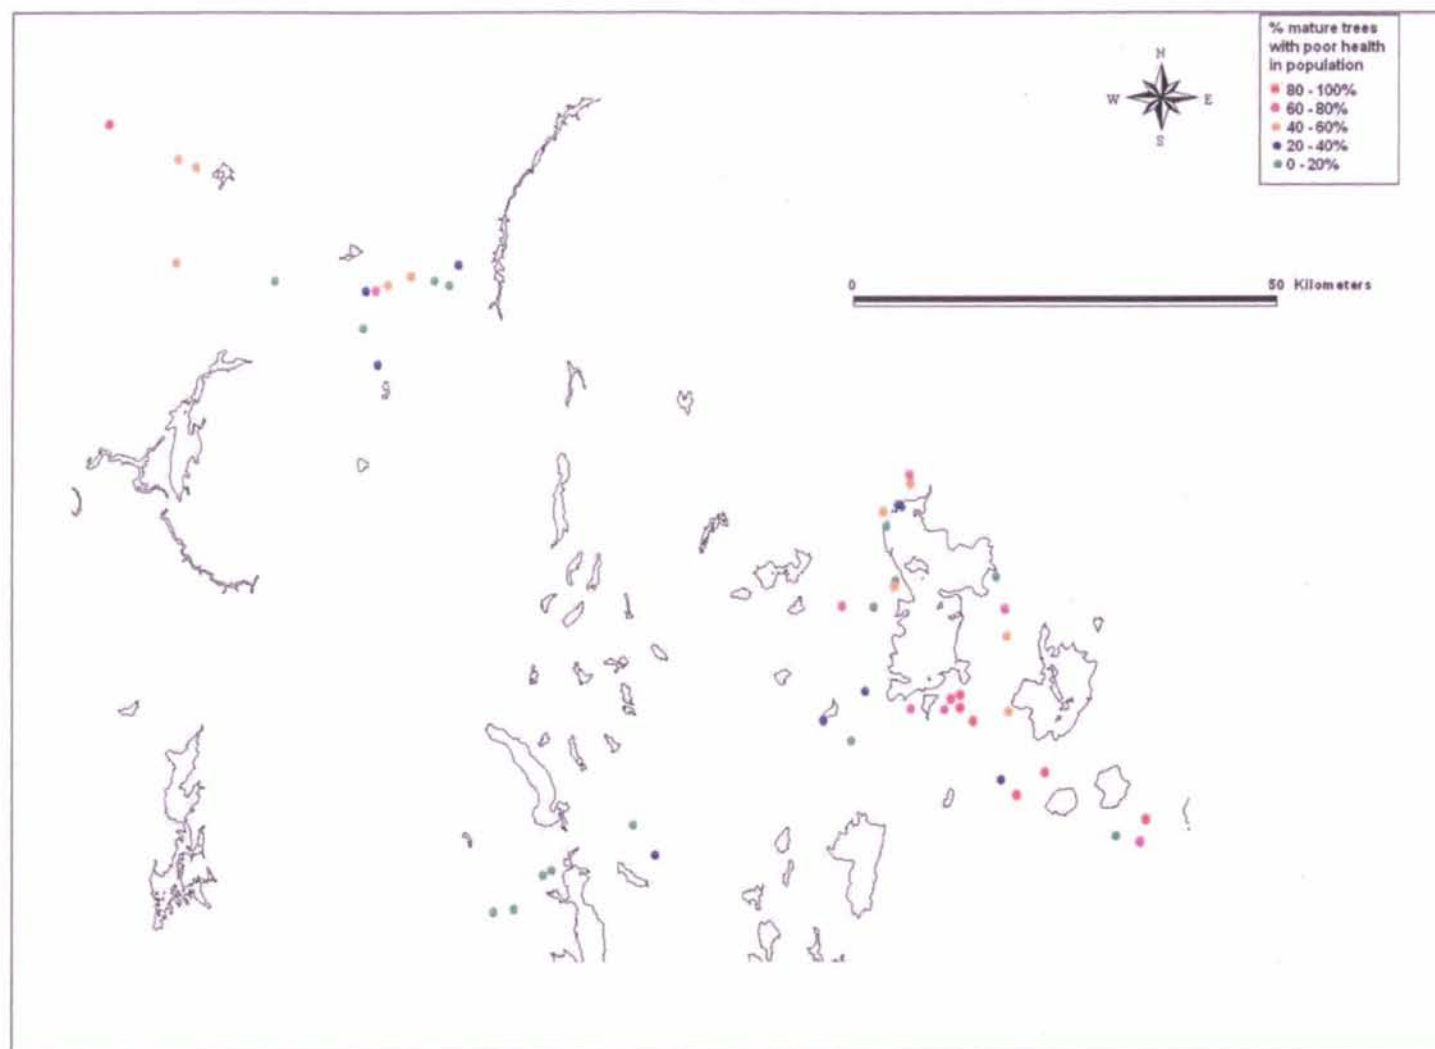 % mature trees
with poor health
in population
80 - 100%
60 - 80%
40 - 60%
20 - 40%
0 - 20%
N
W E
S
0 50 Kilometers